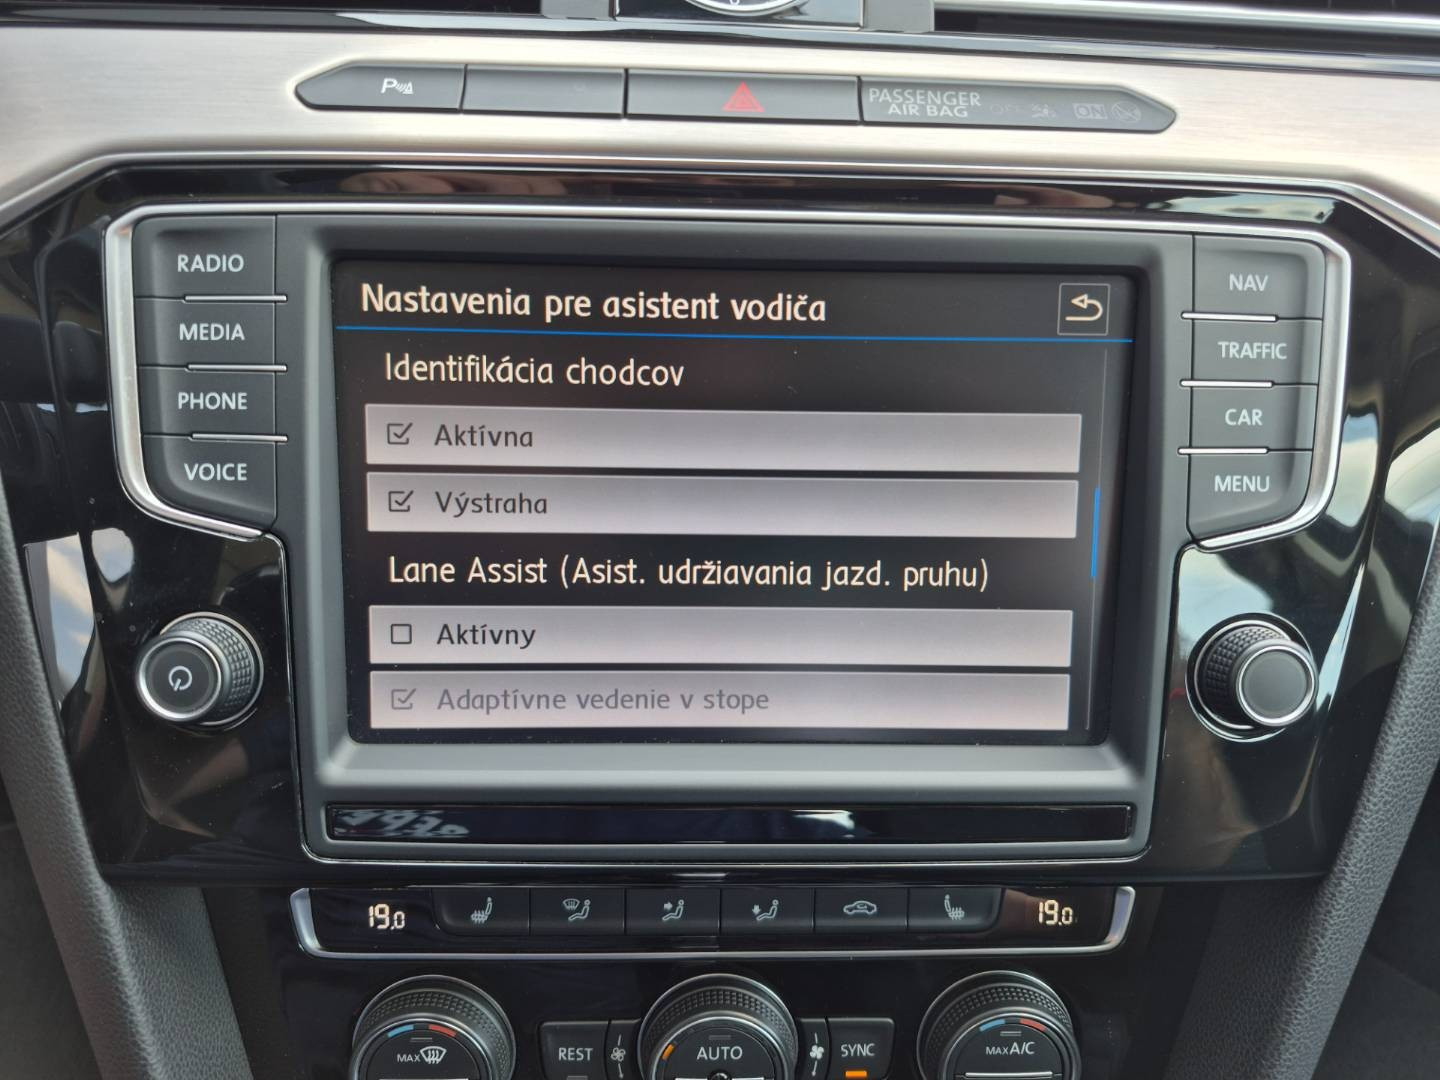 P
PASSENGER
AIR BAG
OFF
ON
RADIO
MEDIA
PHONE
VOICE
Nastavenia pre asistent vodiča
Identifikácia chodcov
Aktívna
Výstraha
Lane Assist (Asist. udržiavania jazd. pruhu)
Aktívny
Adaptívne vedenie v stope
NAV
TRAFFIC
CAR
MENU
19.0
19.0
MAX
REST
AUTO
SYNC
MAX A/C